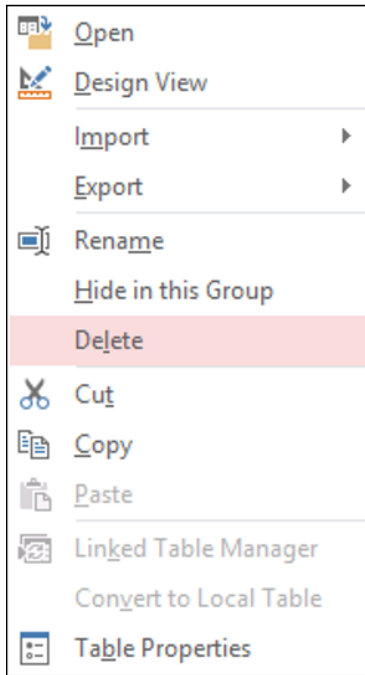 Open
Design View
Import
Export
Rename
Hide in this Group
Delete
Cut
Copy
Paste
Linked Table Manager
Convert to Local Table
Table Properties